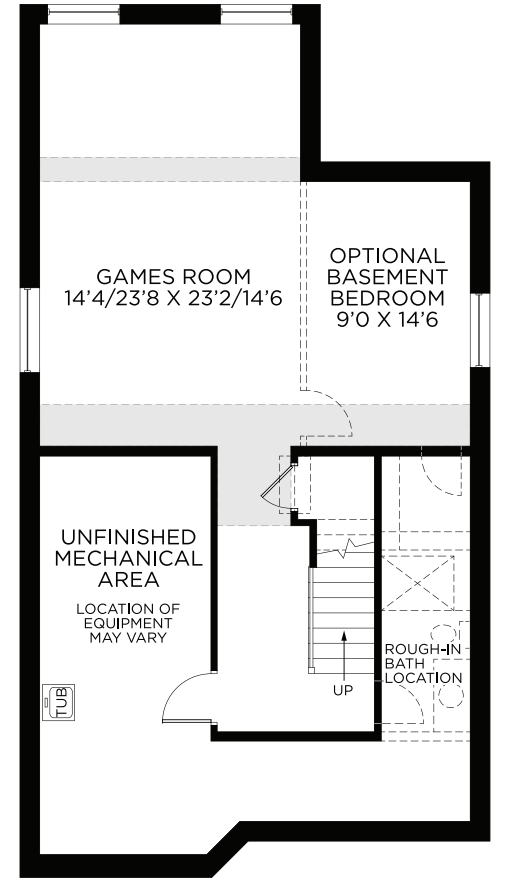 GAMES ROOM
14'4/23'8 X 23'2/14'6
OPTIONAL
BASEMENT
BEDROOM
9'0 X 14'6
UNFINISHED
MECHANICAL
AREA
LOCATION OF
EQUIPMENT
MAY VARY
TUB
UP
ROUGH-IN
BATH
LOCATION